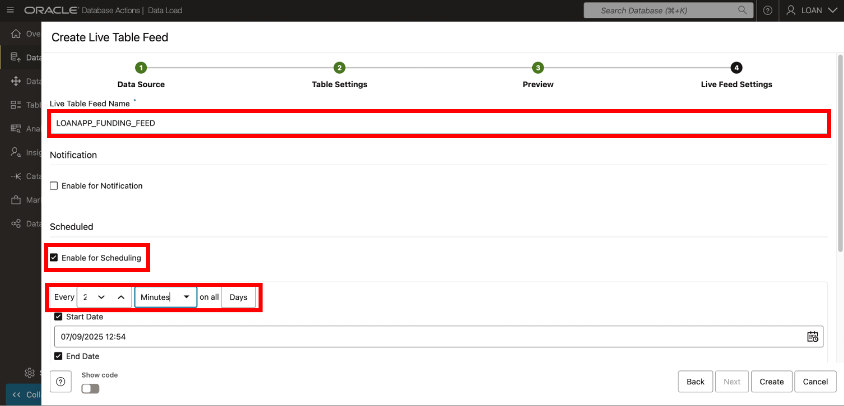 ORACLE Database Actions | Data Load
Search Database (⌘+K)
LOAN
Create Live Table Feed
1
2
3
4
Data Source
Table Settings
Preview
Live Feed Settings
Live Table Feed Name *
LOANAPP_FUNDING_FEED
Notification
Enable for Notification
Scheduled
Enable for Scheduling
Every 2 Minutes on all Days
Start Date
07/09/2025 12:54
End Date
Show code
Back
Next
Create
Cancel
Ove
Data
Data
Tabl
Ana
Insig
Cata
Mar
Data
S
Coll